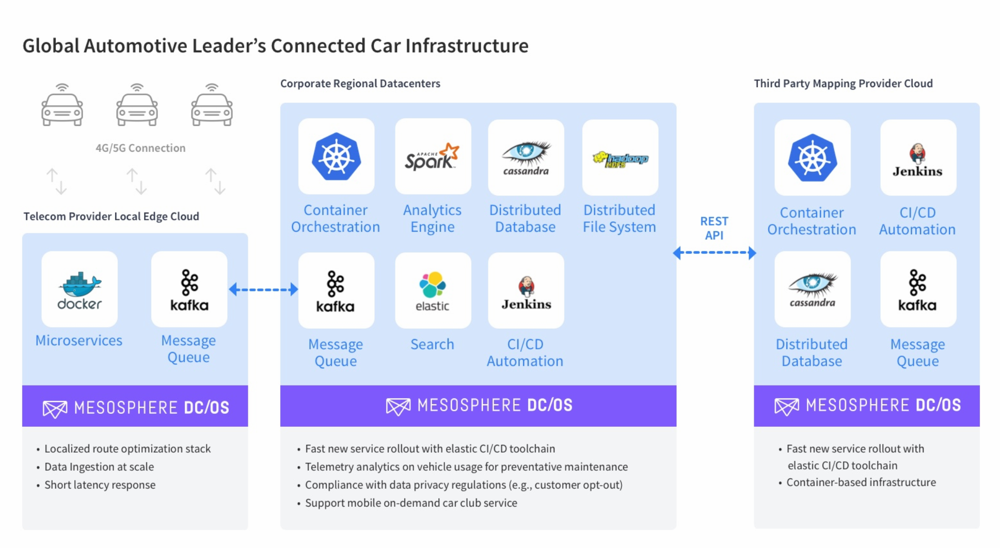 Global Automotive Leader’s Connected Car Infrastructure
4G/5G Connection
Telecom Provider Local Edge Cloud
docker
Microservices
kafka
Message
Queue
MESOSPHERE DC/OS
• Localized route optimization stack
• Data Ingestion at scale
• Short latency response
Corporate Regional Datacenters
Container
Orchestration
APACHE
Spark™
Analytics
Engine
cassandra
Distributed
Database
hadoop
HDFS
Distributed
File System
kafka
Message
Queue
elastic
Search
Jenkins
CI/CD
Automation
MESOSPHERE DC/OS
• Fast new service rollout with elastic CI/CD toolchain
• Telemetry analytics on vehicle usage for preventative maintenance
• Compliance with data privacy regulations (e.g., customer opt-out)
• Support mobile on-demand car club service
REST
API
Third Party Mapping Provider Cloud
Container
Orchestration
Jenkins
CI/CD
Automation
cassandra
Distributed
Database
kafka
Message
Queue
MESOSPHERE DC/OS
• Fast new service rollout with
elastic CI/CD toolchain
• Container-based infrastructure